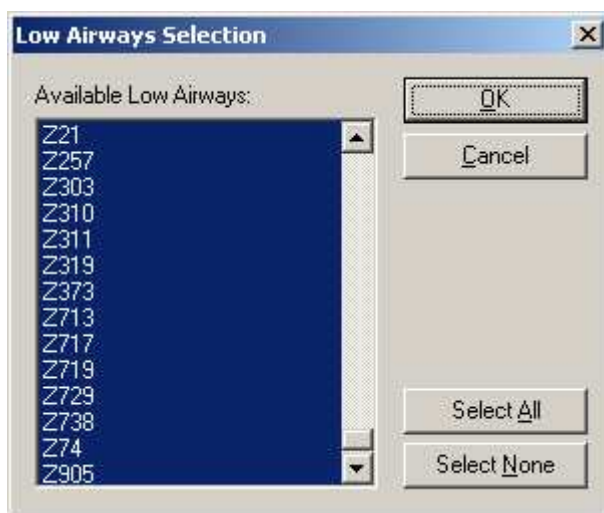 Low Airways Selection
Available Low Airways:
Z21
Z257
Z303
Z310
Z311
Z319
Z373
Z713
Z717
Z719
Z729
Z738
Z74
Z905
OK
Cancel
Select All
Select None